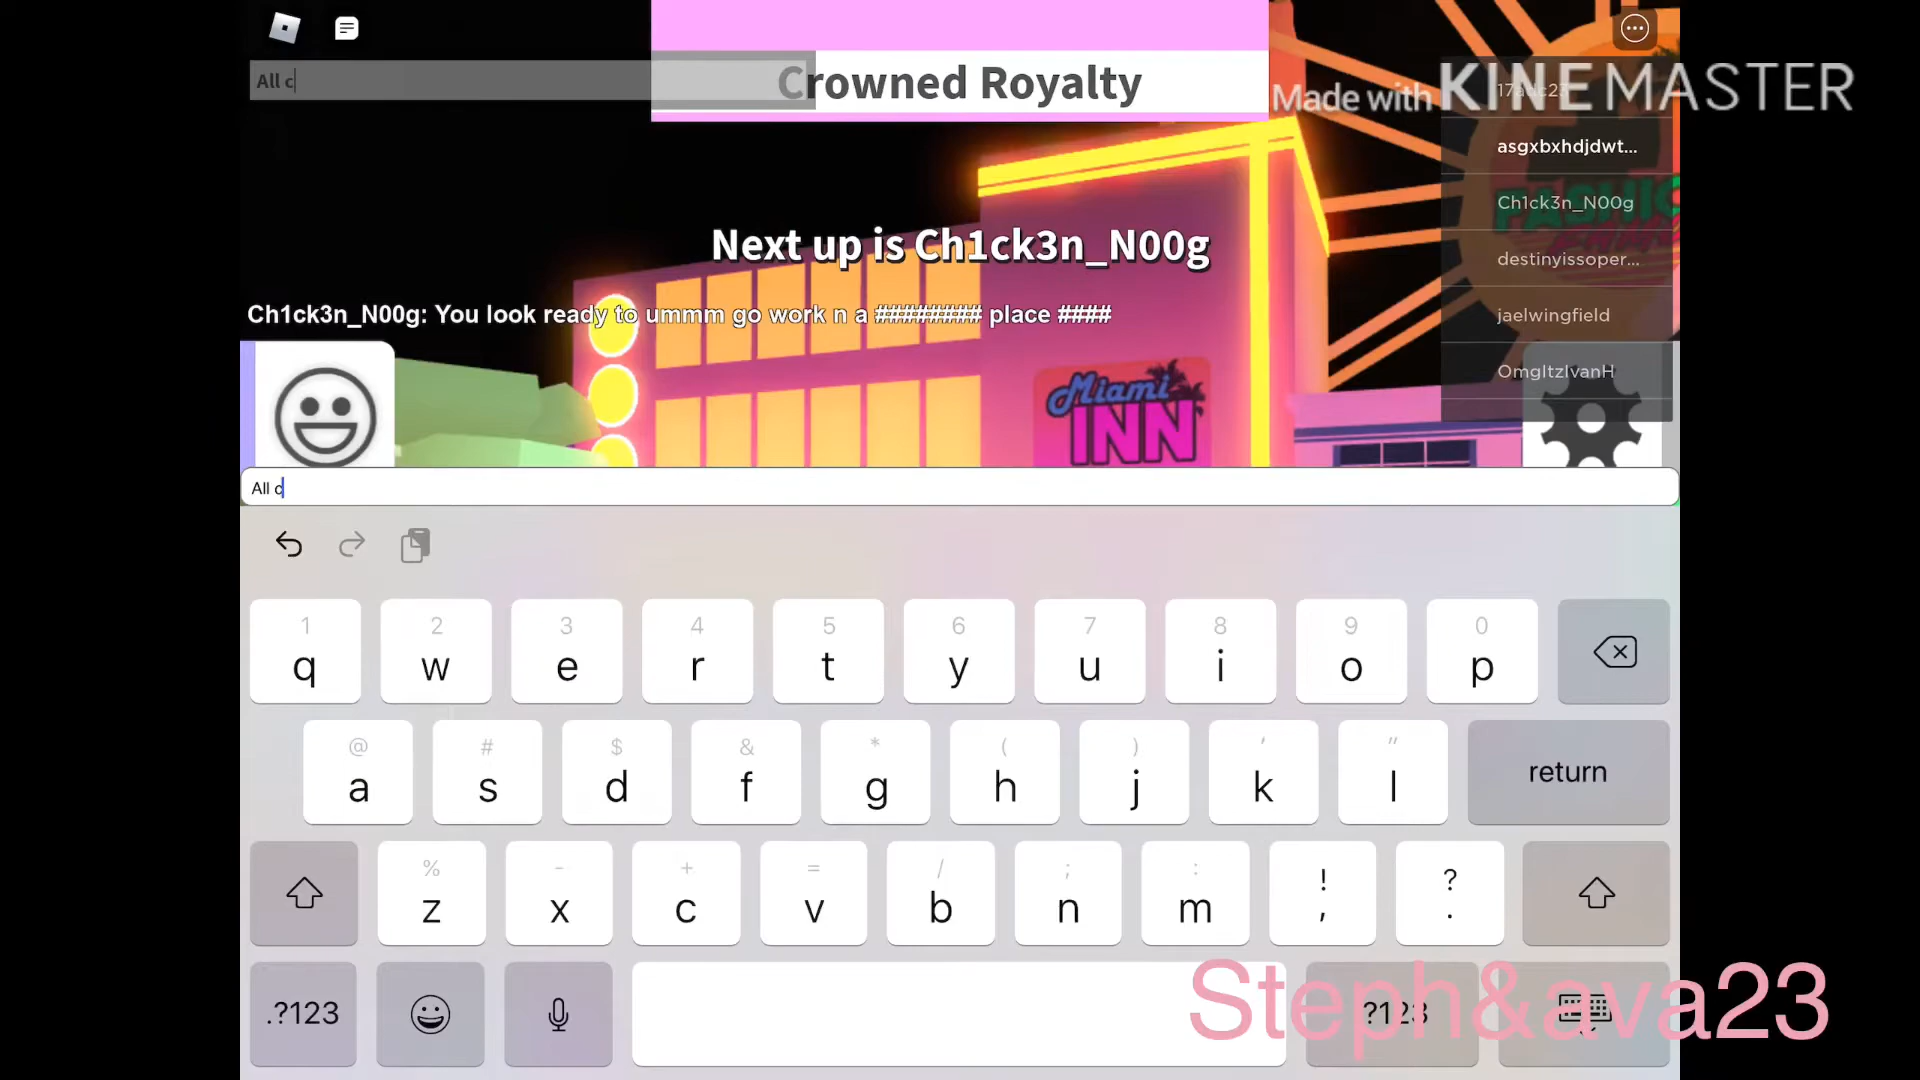 All c
Crowned Royalty
Made with KINEMASTER
asgxbxhdjdwt...
Ch1ck3n_N00g
destinyissoper...
jaelwingfield
OmgItzIvanH
Next up is Ch1ck3n_N00g
Ch1ck3n_N00g: You look ready to ummm go work n a ######## place ####
Miami
INN
All c
1 2 3 4 5 6 7 8 9 0
q w e r t y u i o p
@ # $ & * ( ) ' "
a s d f g h j k l return
% - + = / ; : ! ?
z x c v b n m , .
.?123 .?123
Steph&ava23